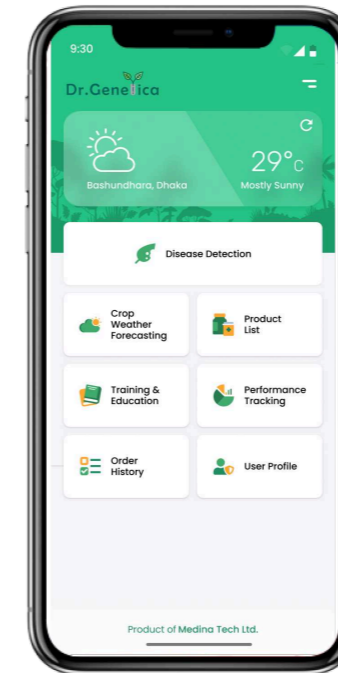 9:30
Dr.Genetica
29°C
Bashundhara, Dhaka
Mostly Sunny
Disease Detection
Crop
Weather
Forecasting
Product
List
Training &
Education
Performance
Tracking
Order
History
User Profile
Product of Medina Tech Ltd.